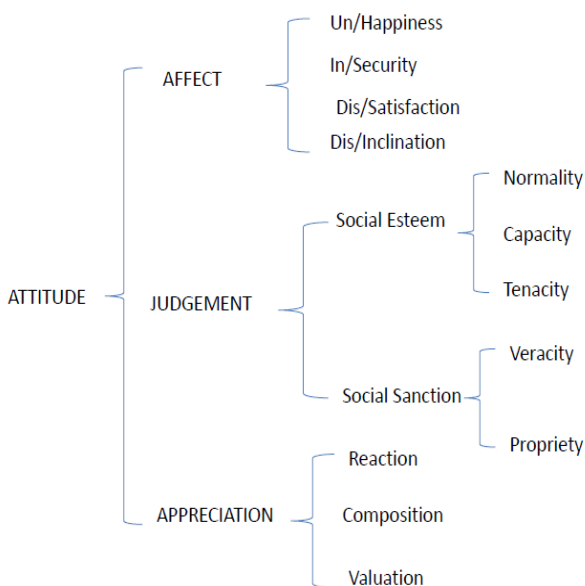 Un/Happiness
AFFECT
In/Security
Dis/Satisfaction
Dis/Inclination
Normality
Social Esteem
Capacity
ATTITUDE
JUDGEMENT
Tenacity
Veracity
Social Sanction
Propriety
Reaction
APPRECIATION
Composition
Valuation